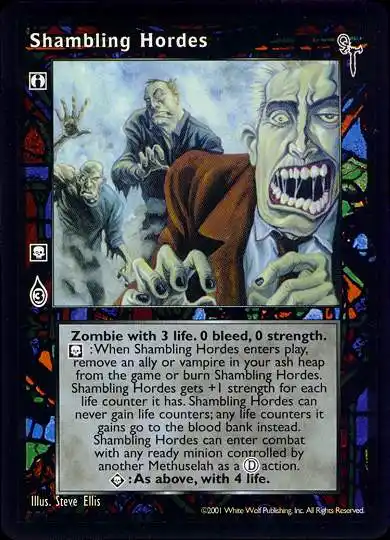 Shambling Hordes
3
Zombie with 3 life. 0 bleed, 0 strength.
:When Shambling Hordes enters play,
remove an ally or vampire in your ash heap
from the game or burn Shambling Hordes.
Shambling Hordes gets +1 strength for each
life counter it has. Shambling Hordes can
never gain life counters; any life counters it
gains go to the blood bank instead.
Shambling Hordes can enter combat
with any ready minion controlled by
another Methuselah as a D action.
:As above, with 4 life.
Illus. Steve Ellis
©2001 White Wolf Publishing, Inc. All Rights Reserved.